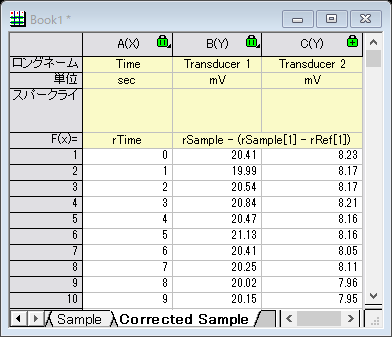 Book1 *
A(X) B(Y) C(Y)
ロングネーム Time Transducer 1 Transducer 2
単位 sec mV mV
スパークライ
F(x)= rTime rSample - (rSample[1] - rRef[1])
1 0 20.41 8.23
2 1 19.99 8.17
3 2 20.54 8.17
4 3 20.84 8.21
5 4 20.47 8.16
6 5 21.13 8.16
7 6 20.41 8.05
8 7 20.25 8.11
9 8 20.02 7.96
10 9 20.15 7.95
Sample Corrected Sample